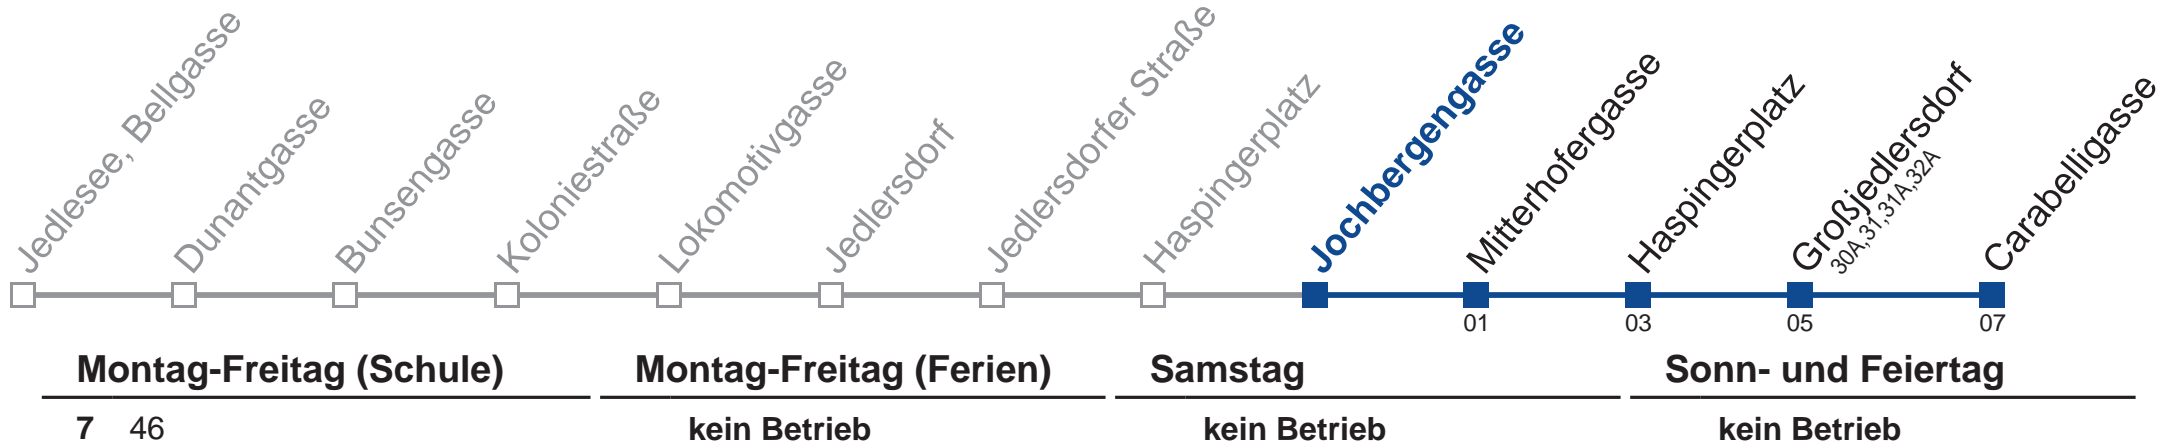 Jedlesee, Bellgasse
Dunantgasse
Bunsengasse
Koloniestraße
Lokomotivgasse
Jedlersdorf
Jedlersdorfer Straße
Haspingerplatz
Jochbergengasse
Mitterhofergasse
Haspingerplatz
Großjedlersdorf
30A,31,31A,32A
Carabelligasse
01 03 05 07
Montag-Freitag (Schule) Montag-Freitag (Ferien) Samstag Sonn- und Feiertag
7 46 kein Betrieb kein Betrieb kein Betrieb